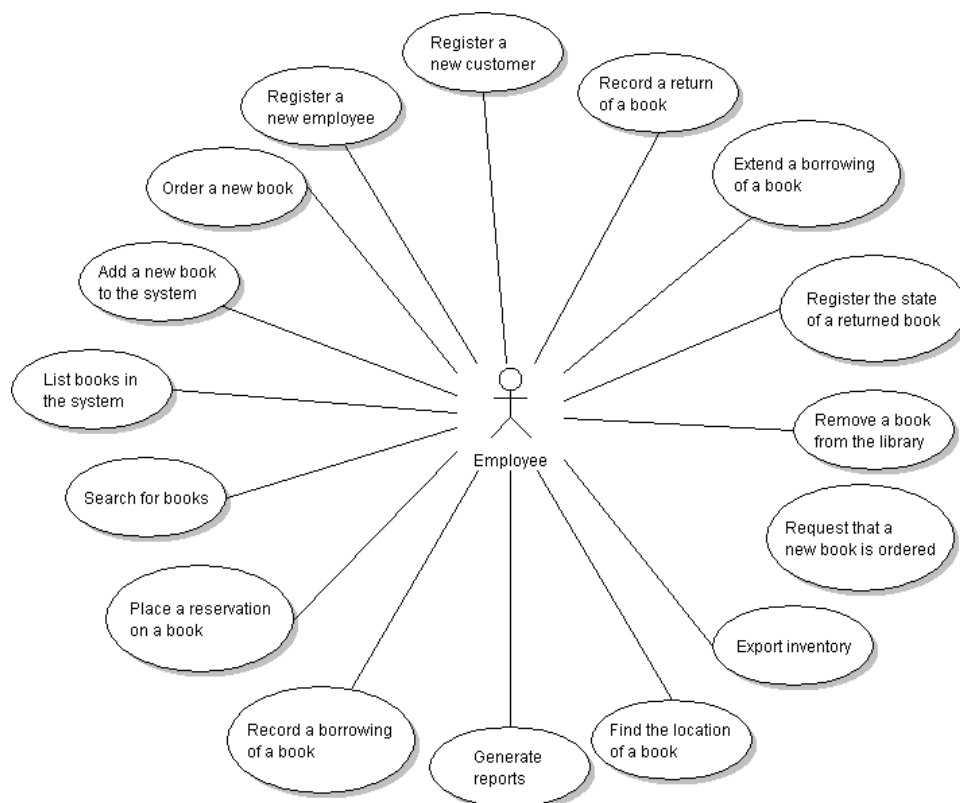 Register a
new customer
Record a return
of a book
Register a
new employee
Extend a borrowing
of a book
Order a new book
Add a new book
to the system
Register the state
of a returned book
List books in
the system
Remove a book
from the library
Employee
Search for books
Request that a
new book is ordered
Place a reservation
on a book
Export inventory
Record a borrowing
of a book
Find the location
of a book
Generate
reports